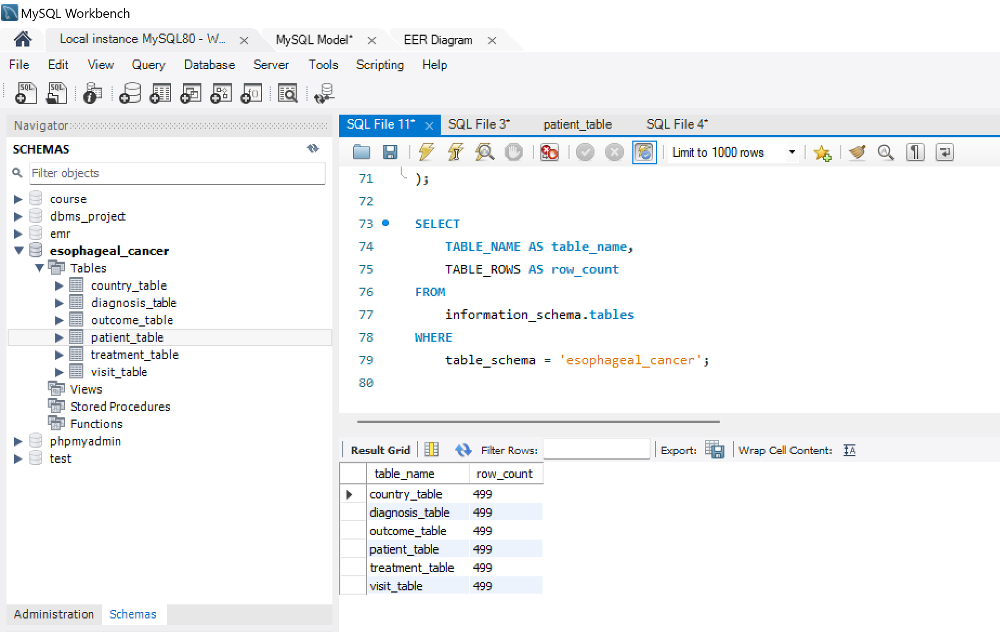 MySQL Workbench
Local instance MySQL80 - W... MySQL Model* EER Diagram
File Edit View Query Database Server Tools Scripting Help
Navigator
SCHEMAS
Filter objects
course
dbms_project
emr
esophageal_cancer
Tables
country_table
diagnosis_table
outcome_table
patient_table
treatment_table
visit_table
Views
Stored Procedures
Functions
phpmyadmin
test
Administration Schemas
SQL File 11* SQL File 3* patient_table SQL File 4*
Limit to 1000 rows
71 );
72
73 SELECT
74 TABLE_NAME AS table_name,
75 TABLE_ROWS AS row_count
76 FROM
77 information_schema.tables
78 WHERE
79 table_schema = 'esophageal_cancer';
80
Result Grid Filter Rows: Export: Wrap Cell Content:
table_name row_count
country_table 499
diagnosis_table 499
outcome_table 499
patient_table 499
treatment_table 499
visit_table 499